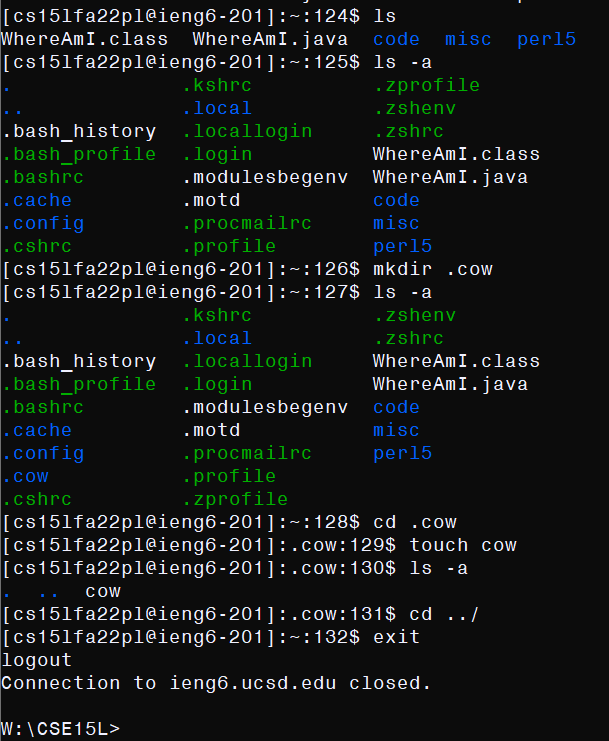 [cs15lfa22pl@ieng6-201]:~:124$ ls
WhereAmI.class  WhereAmI.java  code  misc  perl5
[cs15lfa22pl@ieng6-201]:~:125$ ls -a
.              .kshrc           .zprofile
..             .local           .zshenv
.bash_history  .locallogin      .zshrc
.bash_profile  .login           WhereAmI.class
.bashrc        .modulesbegenv   WhereAmI.java
.cache         .motd            code
.config        .procmailrc      misc
.cshrc         .profile         perl5
[cs15lfa22pl@ieng6-201]:~:126$ mkdir .cow
[cs15lfa22pl@ieng6-201]:~:127$ ls -a
.              .kshrc           .zshenv
..             .local           .zshrc
.bash_history  .locallogin      WhereAmI.class
.bash_profile  .login           WhereAmI.java
.bashrc        .modulesbegenv   code
.cache         .motd            misc
.config        .procmailrc      perl5
.cow           .profile
.cshrc         .zprofile
[cs15lfa22pl@ieng6-201]:~:128$ cd .cow
[cs15lfa22pl@ieng6-201]:.cow:129$ touch cow
[cs15lfa22pl@ieng6-201]:.cow:130$ ls -a
.  ..  cow
[cs15lfa22pl@ieng6-201]:.cow:131$ cd ../
[cs15lfa22pl@ieng6-201]:~:132$ exit
logout
Connection to ieng6.ucsd.edu closed.
W:\CSE15L>